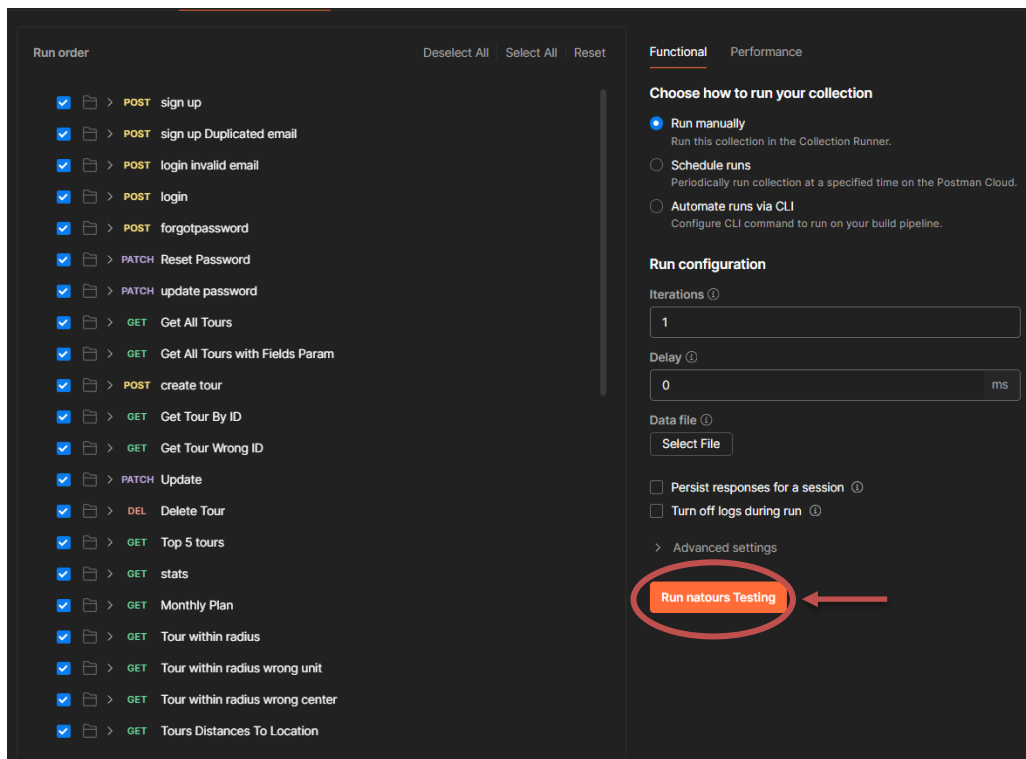 Run order
Deselect All
Select All
Reset
POST sign up
POST sign up Duplicated email
POST login invalid email
POST login
POST forgotpassword
PATCH Reset Password
PATCH update password
GET Get All Tours
GET Get All Tours with Fields Param
POST create tour
GET Get Tour By ID
GET Get Tour Wrong ID
PATCH Update
DEL Delete Tour
GET Top 5 tours
GET stats
GET Monthly Plan
GET Tour within radius
GET Tour within radius wrong unit
GET Tour within radius wrong center
GET Tours Distances To Location
Functional
Performance
Choose how to run your collection
Run manually
Run this collection in the Collection Runner.
Schedule runs
Periodically run collection at a specified time on the Postman Cloud.
Automate runs via CLI
Configure CLI command to run on your build pipeline.
Run configuration
Iterations
1
Delay
0 ms
Data file
Select File
Persist responses for a session
Turn off logs during run
Advanced settings
Run natours Testing